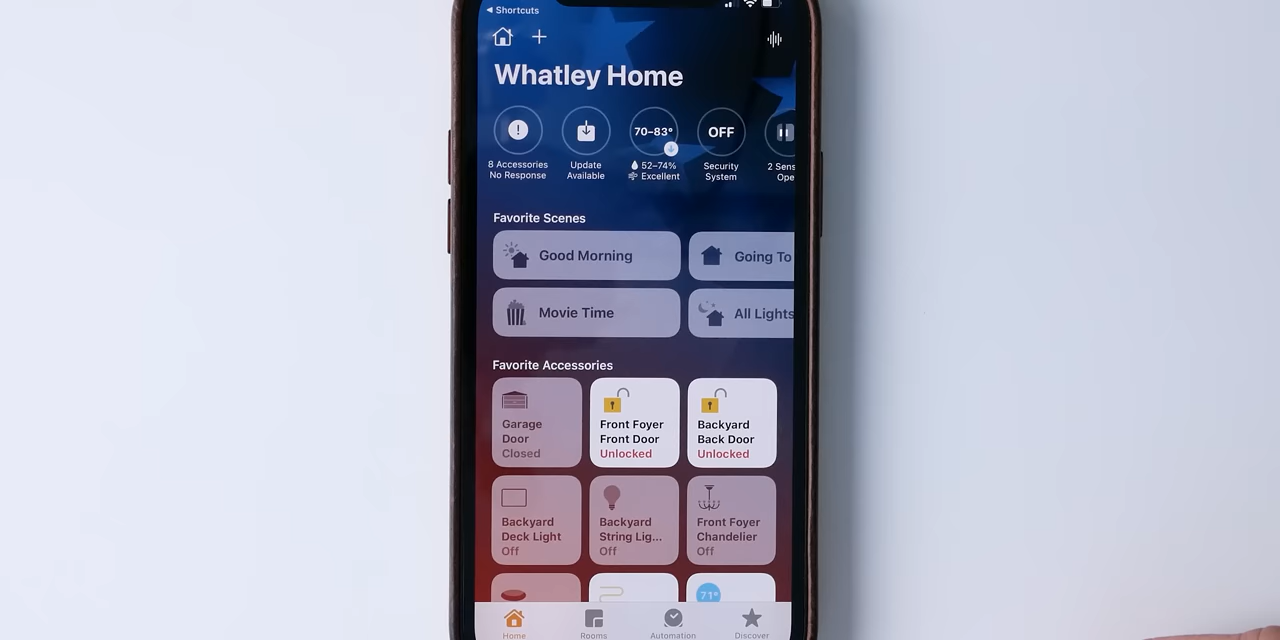 ◀ Shortcuts
Whatley Home
70–83°
OFF
8 Accessories
No Response
Update
Available
52–74%
Excellent
Security
System
2 Sens
Ope
Favorite Scenes
Good Morning
Going To
Movie Time
All Lights
Favorite Accessories
Garage
Door
Closed
Front Foyer
Front Door
Unlocked
Backyard
Back Door
Unlocked
Backyard
Deck Light
Off
Backyard
String Lig...
Off
Front Foyer
Chandelier
Off
71°
Home
Rooms
Automation
Discover